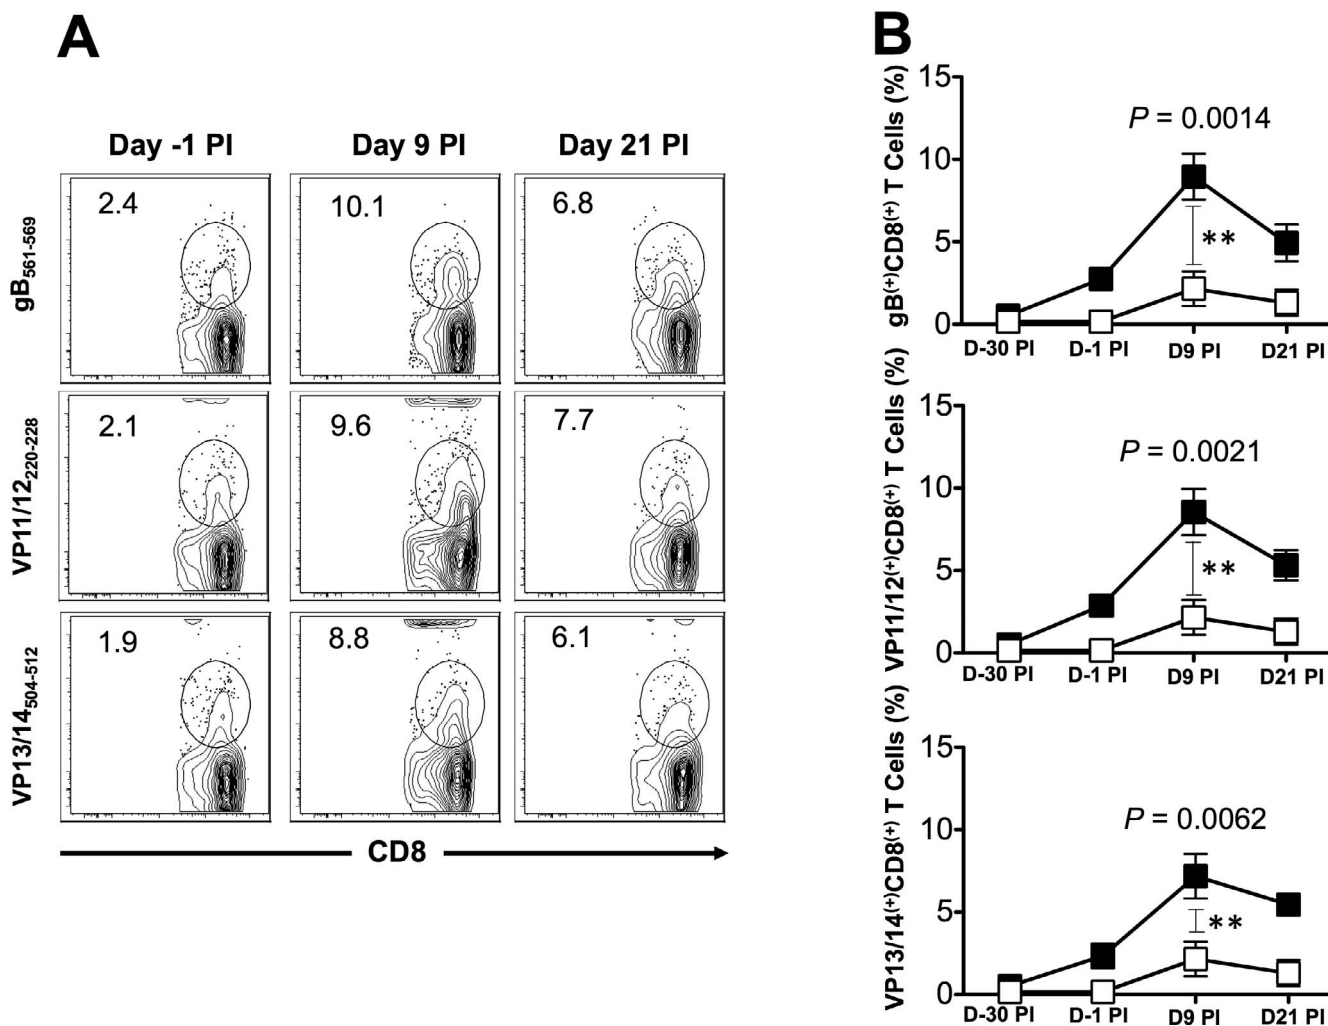 A
Day -1 PI Day 9 PI Day 21 PI
gB561-569
2.4 10.1 6.8
VP11/12220-228
2.1 9.6 7.7
VP13/14504-512
1.9 8.8 6.1
CD8
B
gB(+)CD8(+) T Cells (%)
15
P = 0.0014
10
5
**
0
D-30 PI D-1 PI D9 PI D21 PI
VP11/12(+)CD8(+) T Cells (%)
15
P = 0.0021
10
5
**
0
D-30 PI D-1 PI D9 PI D21 PI
VP13/14(+)CD8(+) T Cells (%)
15
P = 0.0062
10
5
**
0
D-30 PI D-1 PI D9 PI D21 PI